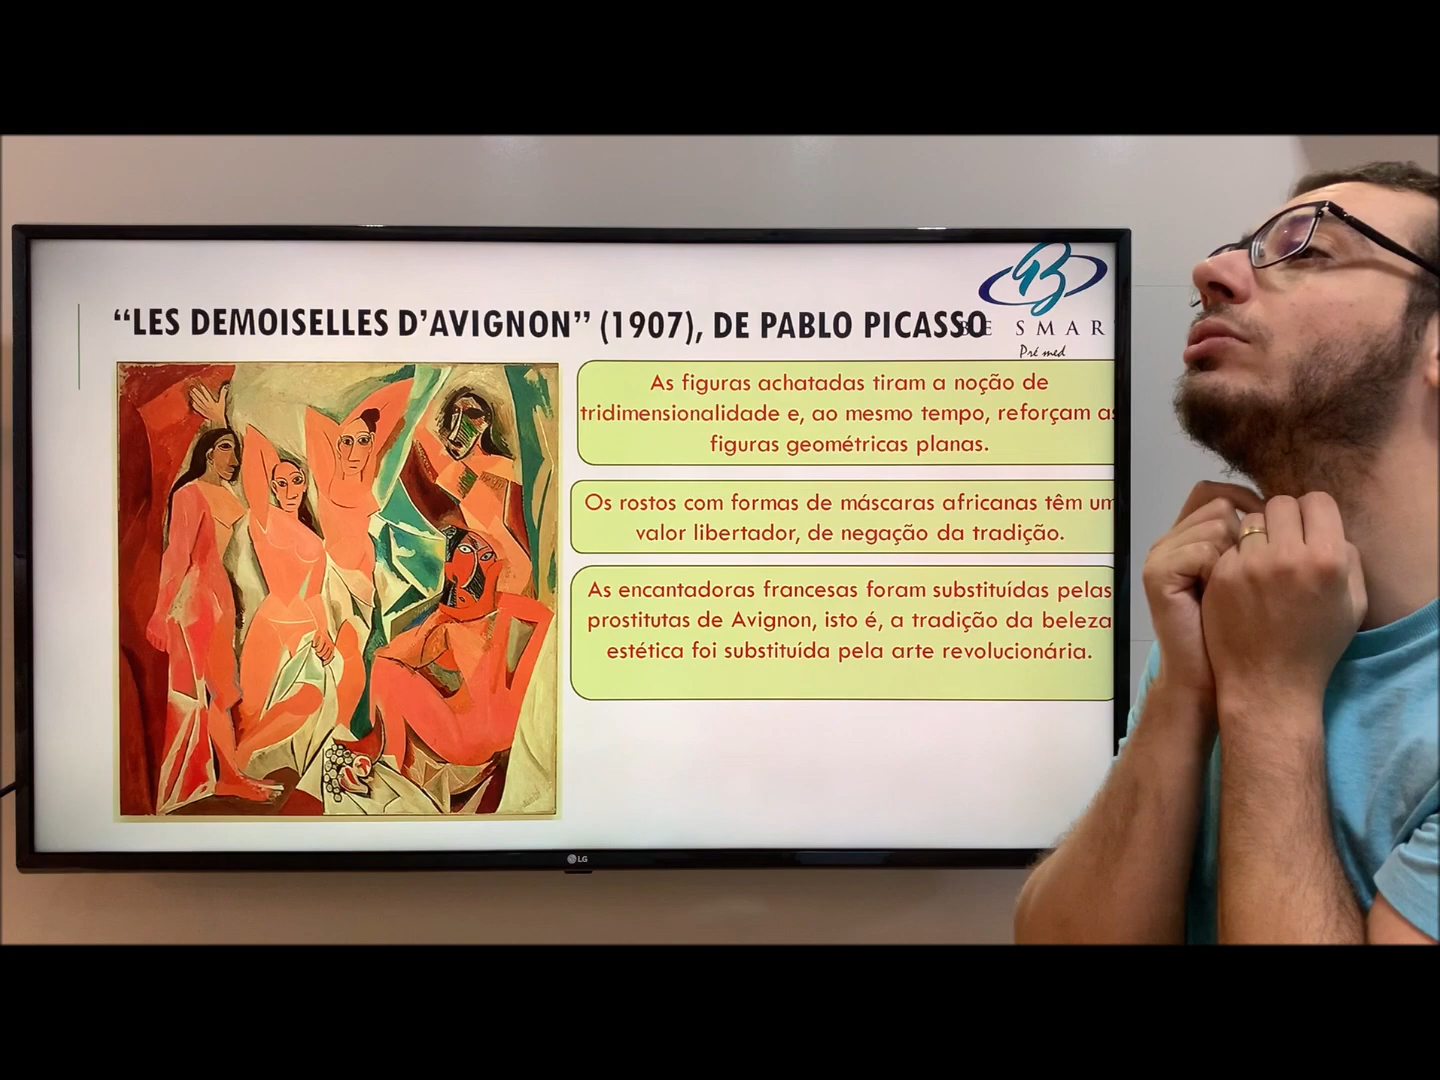 “LES DEMOISELLES D’AVIGNON” (1907), DE PABLO PICASSO
E SMAR
Pré med
As figuras achatadas tiram a noção de
tridimensionalidade e, ao mesmo tempo, reforçam as
figuras geométricas planas.
Os rostos com formas de máscaras africanas têm um
valor libertador, de negação da tradição.
As encantadoras francesas foram substituídas pelas
prostitutas de Avignon, isto é, a tradição da beleza
estética foi substituída pela arte revolucionária.
LG